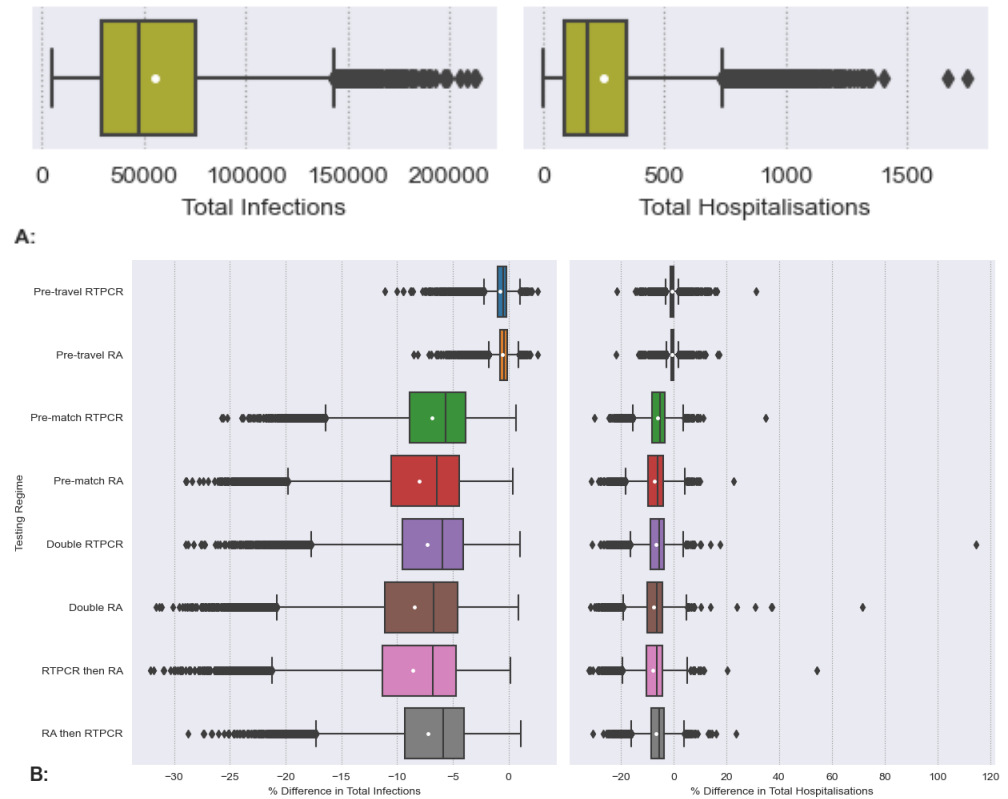 0 50000 100000 150000 200000
Total Infections
0 500 1000 1500
Total Hospitalisations
A:
Testing Regime
Pre-travel RTPCR
Pre-travel RA
Pre-match RTPCR
Pre-match RA
Double RTPCR
Double RA
RTPCR then RA
RA then RTPCR
B:
−30 −25 −20 −15 −10 −5 0
% Difference in Total Infections
−20 0 20 40 60 80 100 120
% Difference in Total Hospitalisations